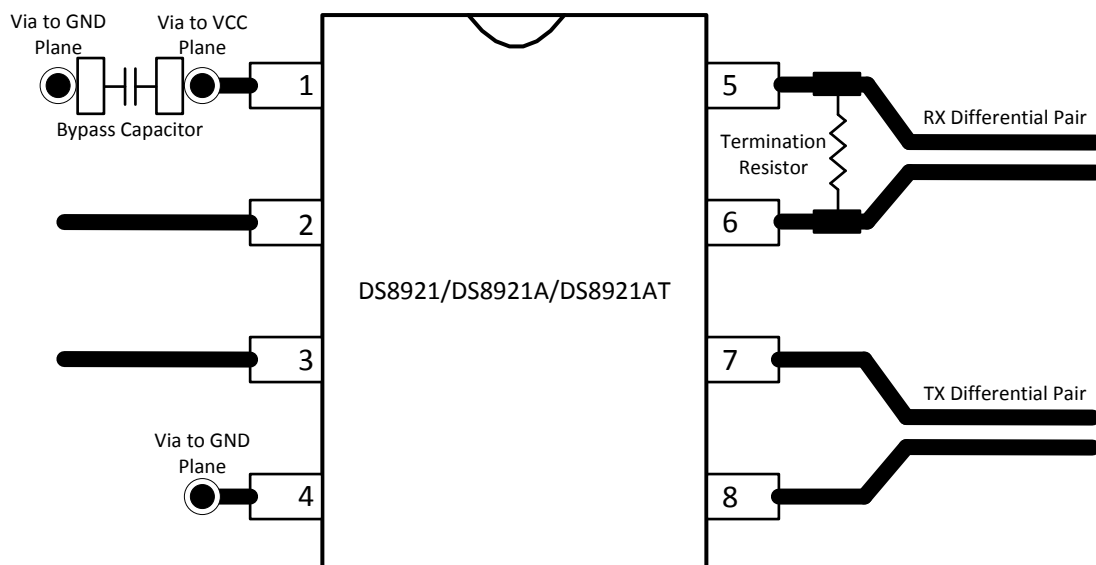 Via to GND
Plane
Via to VCC
Plane
Bypass Capacitor
1
2
3
Via to GND
Plane
4
DS8921/DS8921A/DS8921AT
5
Termination
Resistor
RX Differential Pair
6
7
TX Differential Pair
8